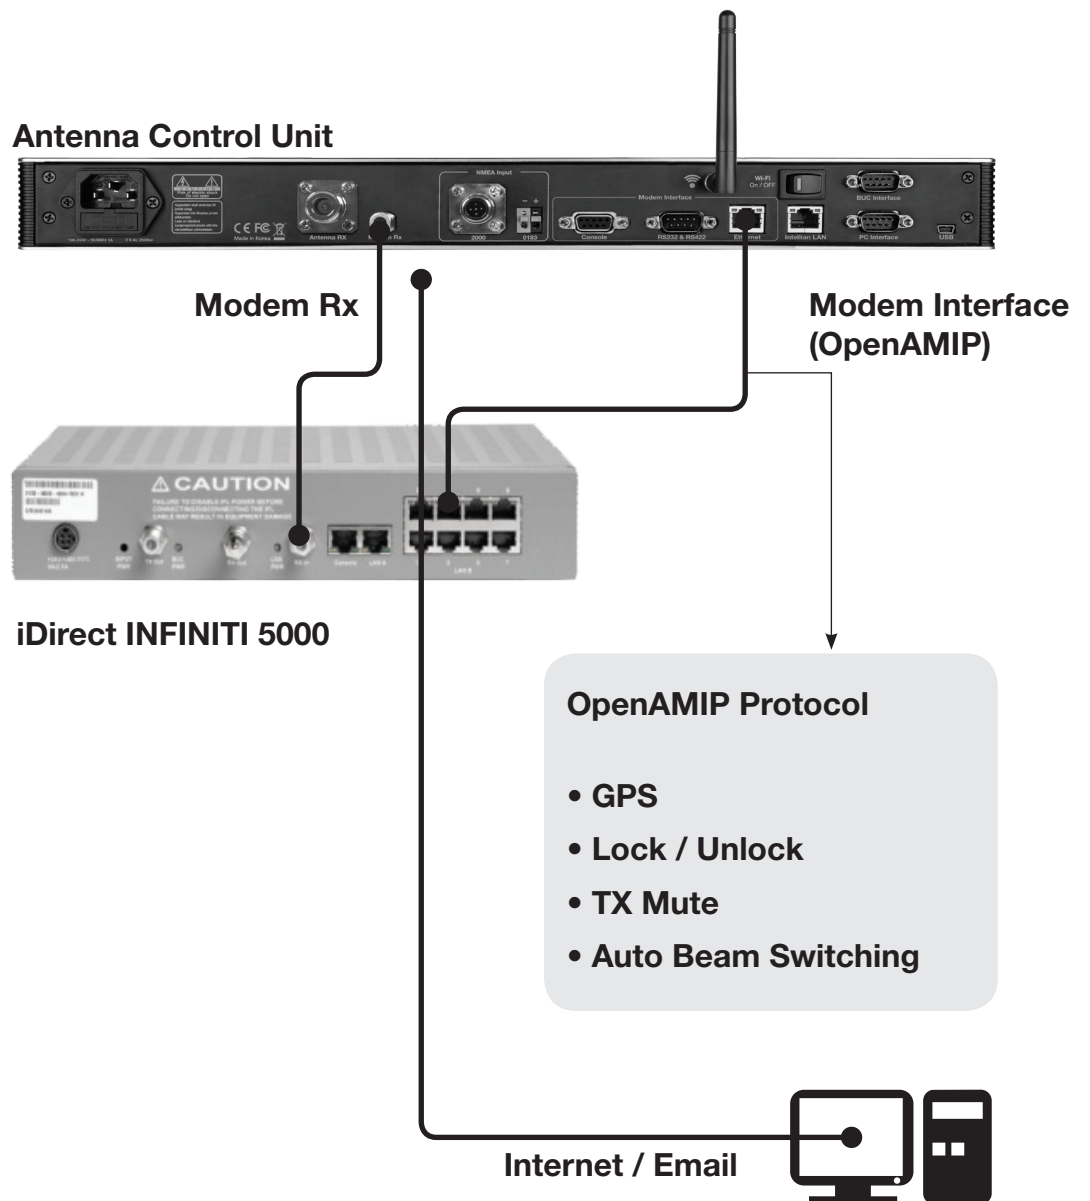 Antenna Control Unit
NMEA Input
Wi-Fi
On / OFF
Modem Interface
BUC Interface
Made in Korea
Antenna RX
Rx
2000
0183
Console
RS232 & RS422
Ethernet
Intellian LAN
PC Interface
USB
Modem Rx
Modem Interface
(OpenAMIP)
CAUTION
FAILURE TO DISABLE IFL POWER BEFORE
CONNECTING/DISCONNECTING THE IFL
CABLE MAY RESULT IN EQUIPMENT DAMAGE
Console
LAN A
LAN B
iDirect INFINITI 5000
OpenAMIP Protocol
• GPS
• Lock / Unlock
• TX Mute
• Auto Beam Switching
Internet / Email